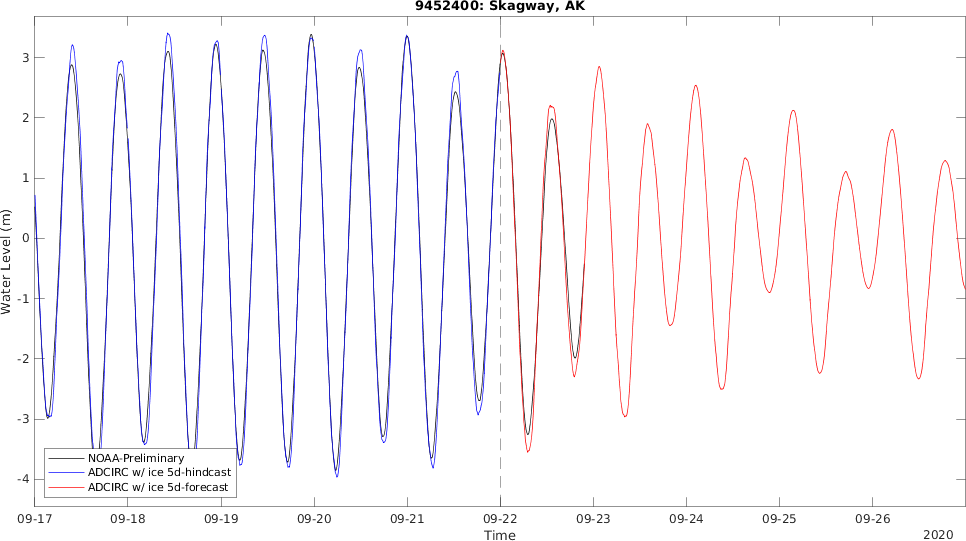 9452400: Skagway, AK
Water Level (m)
3
2
1
0
-1
-2
-3
-4
NOAA-Preliminary
ADCIRC w/ ice 5d-hindcast
ADCIRC w/ ice 5d-forecast
09-17 09-18 09-19 09-20 09-21 09-22 09-23 09-24 09-25 09-26
Time
2020